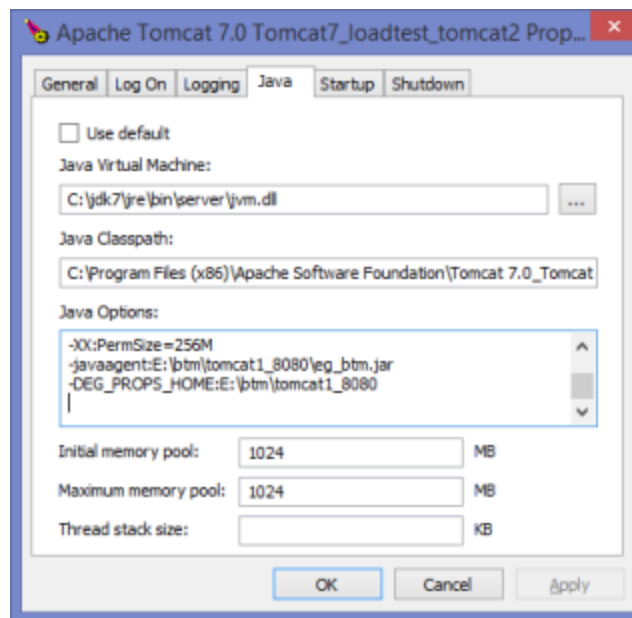 Apache Tomcat 7.0 Tomcat7_loadtest_tomcat2 Prop...
General Log On Logging Java Startup Shutdown
Use default
Java Virtual Machine:
C:\jdk7\jre\bin\server\jvm.dll
...
Java Classpath:
C:\Program Files (x86)\Apache Software Foundation\Tomcat 7.0_Tomcat
Java Options:
-XX:PermSize=256M
-javaagent:E:\btm\tomcat1_8080\eg_btm.jar
-DEG_PROPS_HOME:E:\btm\tomcat1_8080
Initial memory pool: 1024 MB
Maximum memory pool: 1024 MB
Thread stack size: KB
OK Cancel Apply